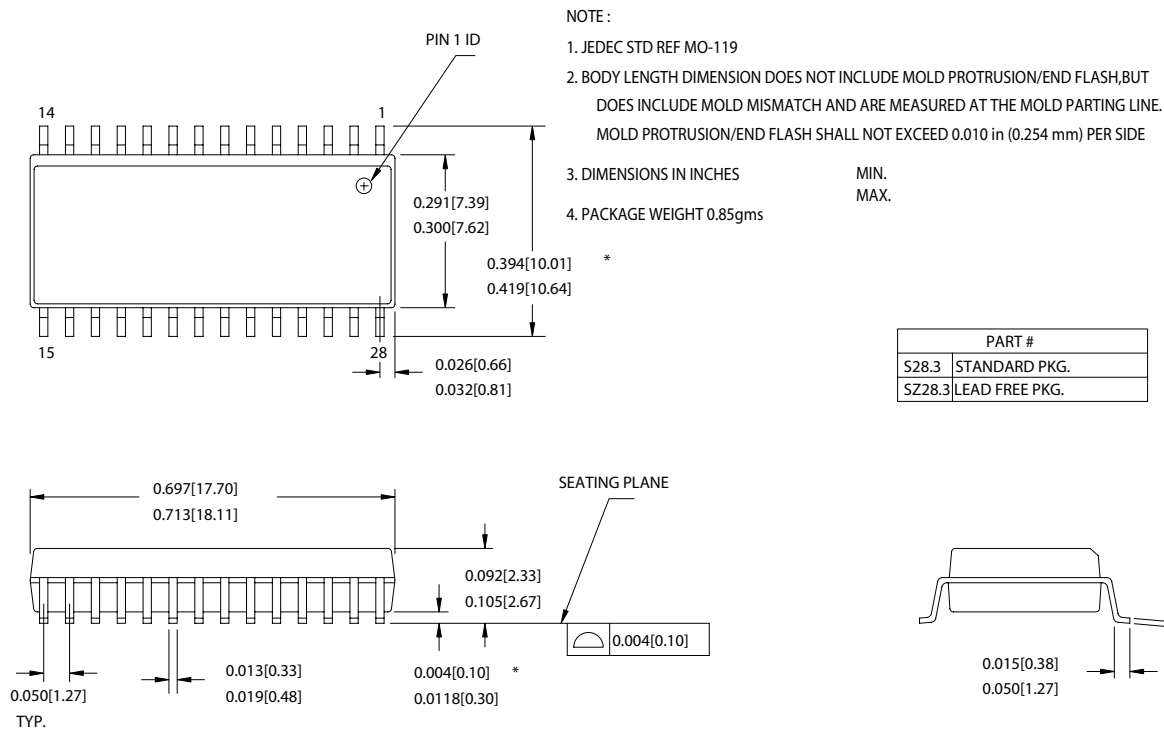 NOTE :
1. JEDEC STD REF MO-119
2. BODY LENGTH DIMENSION DOES NOT INCLUDE MOLD PROTRUSION/END FLASH,BUT
DOES INCLUDE MOLD MISMATCH AND ARE MEASURED AT THE MOLD PARTING LINE.
MOLD PROTRUSION/END FLASH SHALL NOT EXCEED 0.010 in (0.254 mm) PER SIDE
3. DIMENSIONS IN INCHES MIN.
MAX.
4. PACKAGE WEIGHT 0.85gms
PIN 1 ID
14 1
0.291[7.39]
0.300[7.62]
0.394[10.01] *
0.419[10.64]
15 28
0.026[0.66]
0.032[0.81]
PART #
S28.3 STANDARD PKG.
SZ28.3 LEAD FREE PKG.
0.697[17.70]
0.713[18.11]
SEATING PLANE
0.092[2.33]
0.105[2.67]
0.004[0.10]
0.050[1.27]
TYP.
0.013[0.33]
0.019[0.48]
0.004[0.10] *
0.0118[0.30]
0.015[0.38]
0.050[1.27]